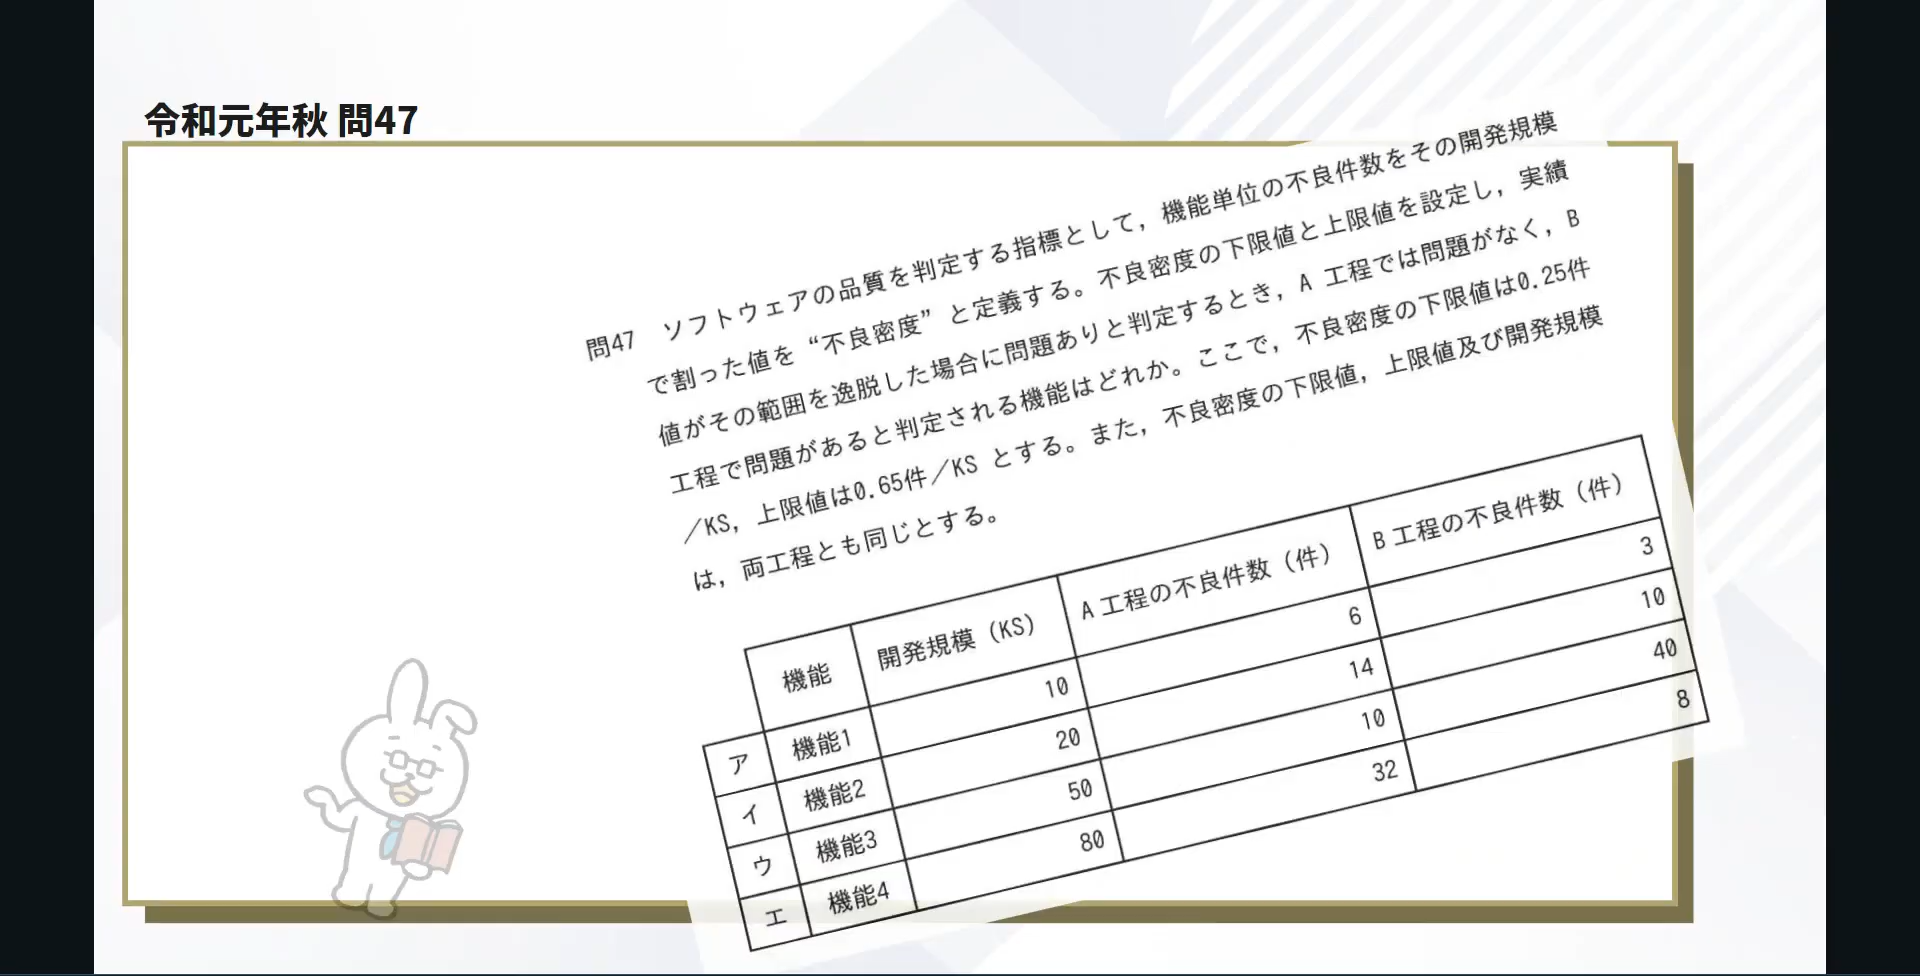 令和元年秋 問47
問47 ソフトウェアの品質を判定する指標として，機能単位の不良件数をその開発規模
で割った値を“不良密度”と定義する。不良密度の下限値と上限値を設定し，実績
値がその範囲を逸脱した場合に問題ありと判定するとき，A 工程では問題がなく，B
工程で問題があると判定される機能はどれか。ここで，不良密度の下限値は0.25件
／KS，上限値は0.65件／KS とする。また，不良密度の下限値，上限値及び開発規模
は，両工程とも同じとする。
機能 開発規模（KS） A 工程の不良件数（件） B 工程の不良件数（件）
ア 機能1 10 6 3
イ 機能2 20 14 10
ウ 機能3 50 10 40
エ 機能4 80 32 8